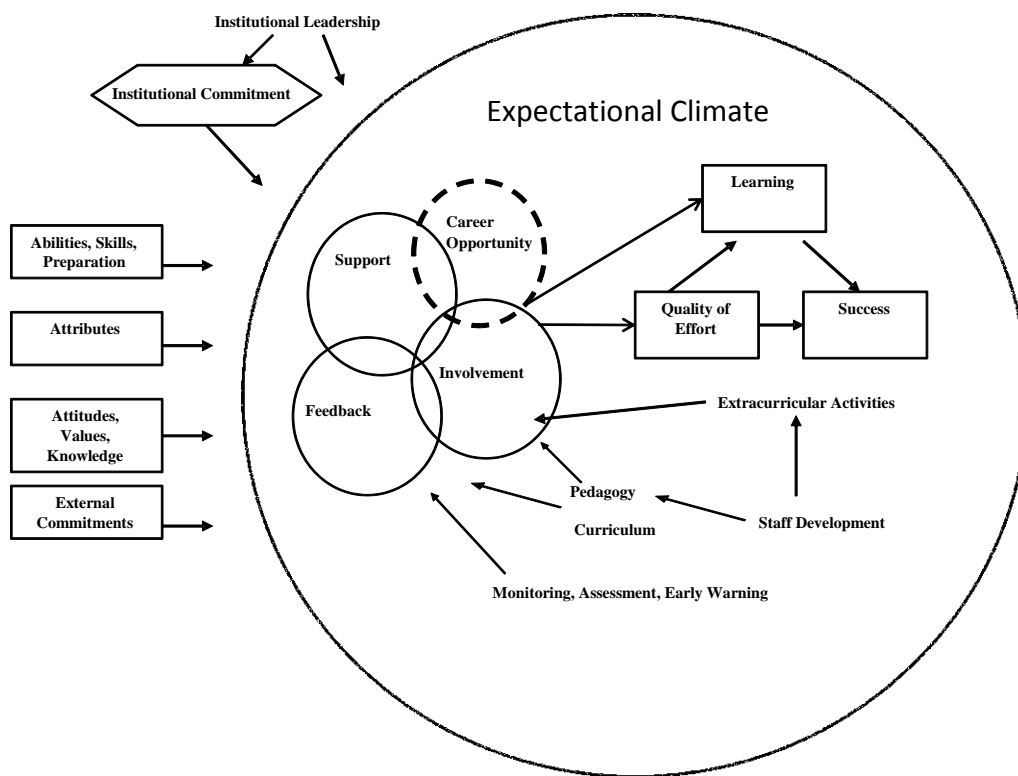 Institutional Leadership
Institutional Commitment
Expectational Climate
Learning
Career
Opportunity
Support
Abilities, Skills,
Preparation
Quality of
Effort
Success
Attributes
Involvement
Feedback
Extracurricular Activities
Attitudes,
Values,
Knowledge
Pedagogy
External
Commitments
Curriculum
Staff Development
Monitoring, Assessment, Early Warning